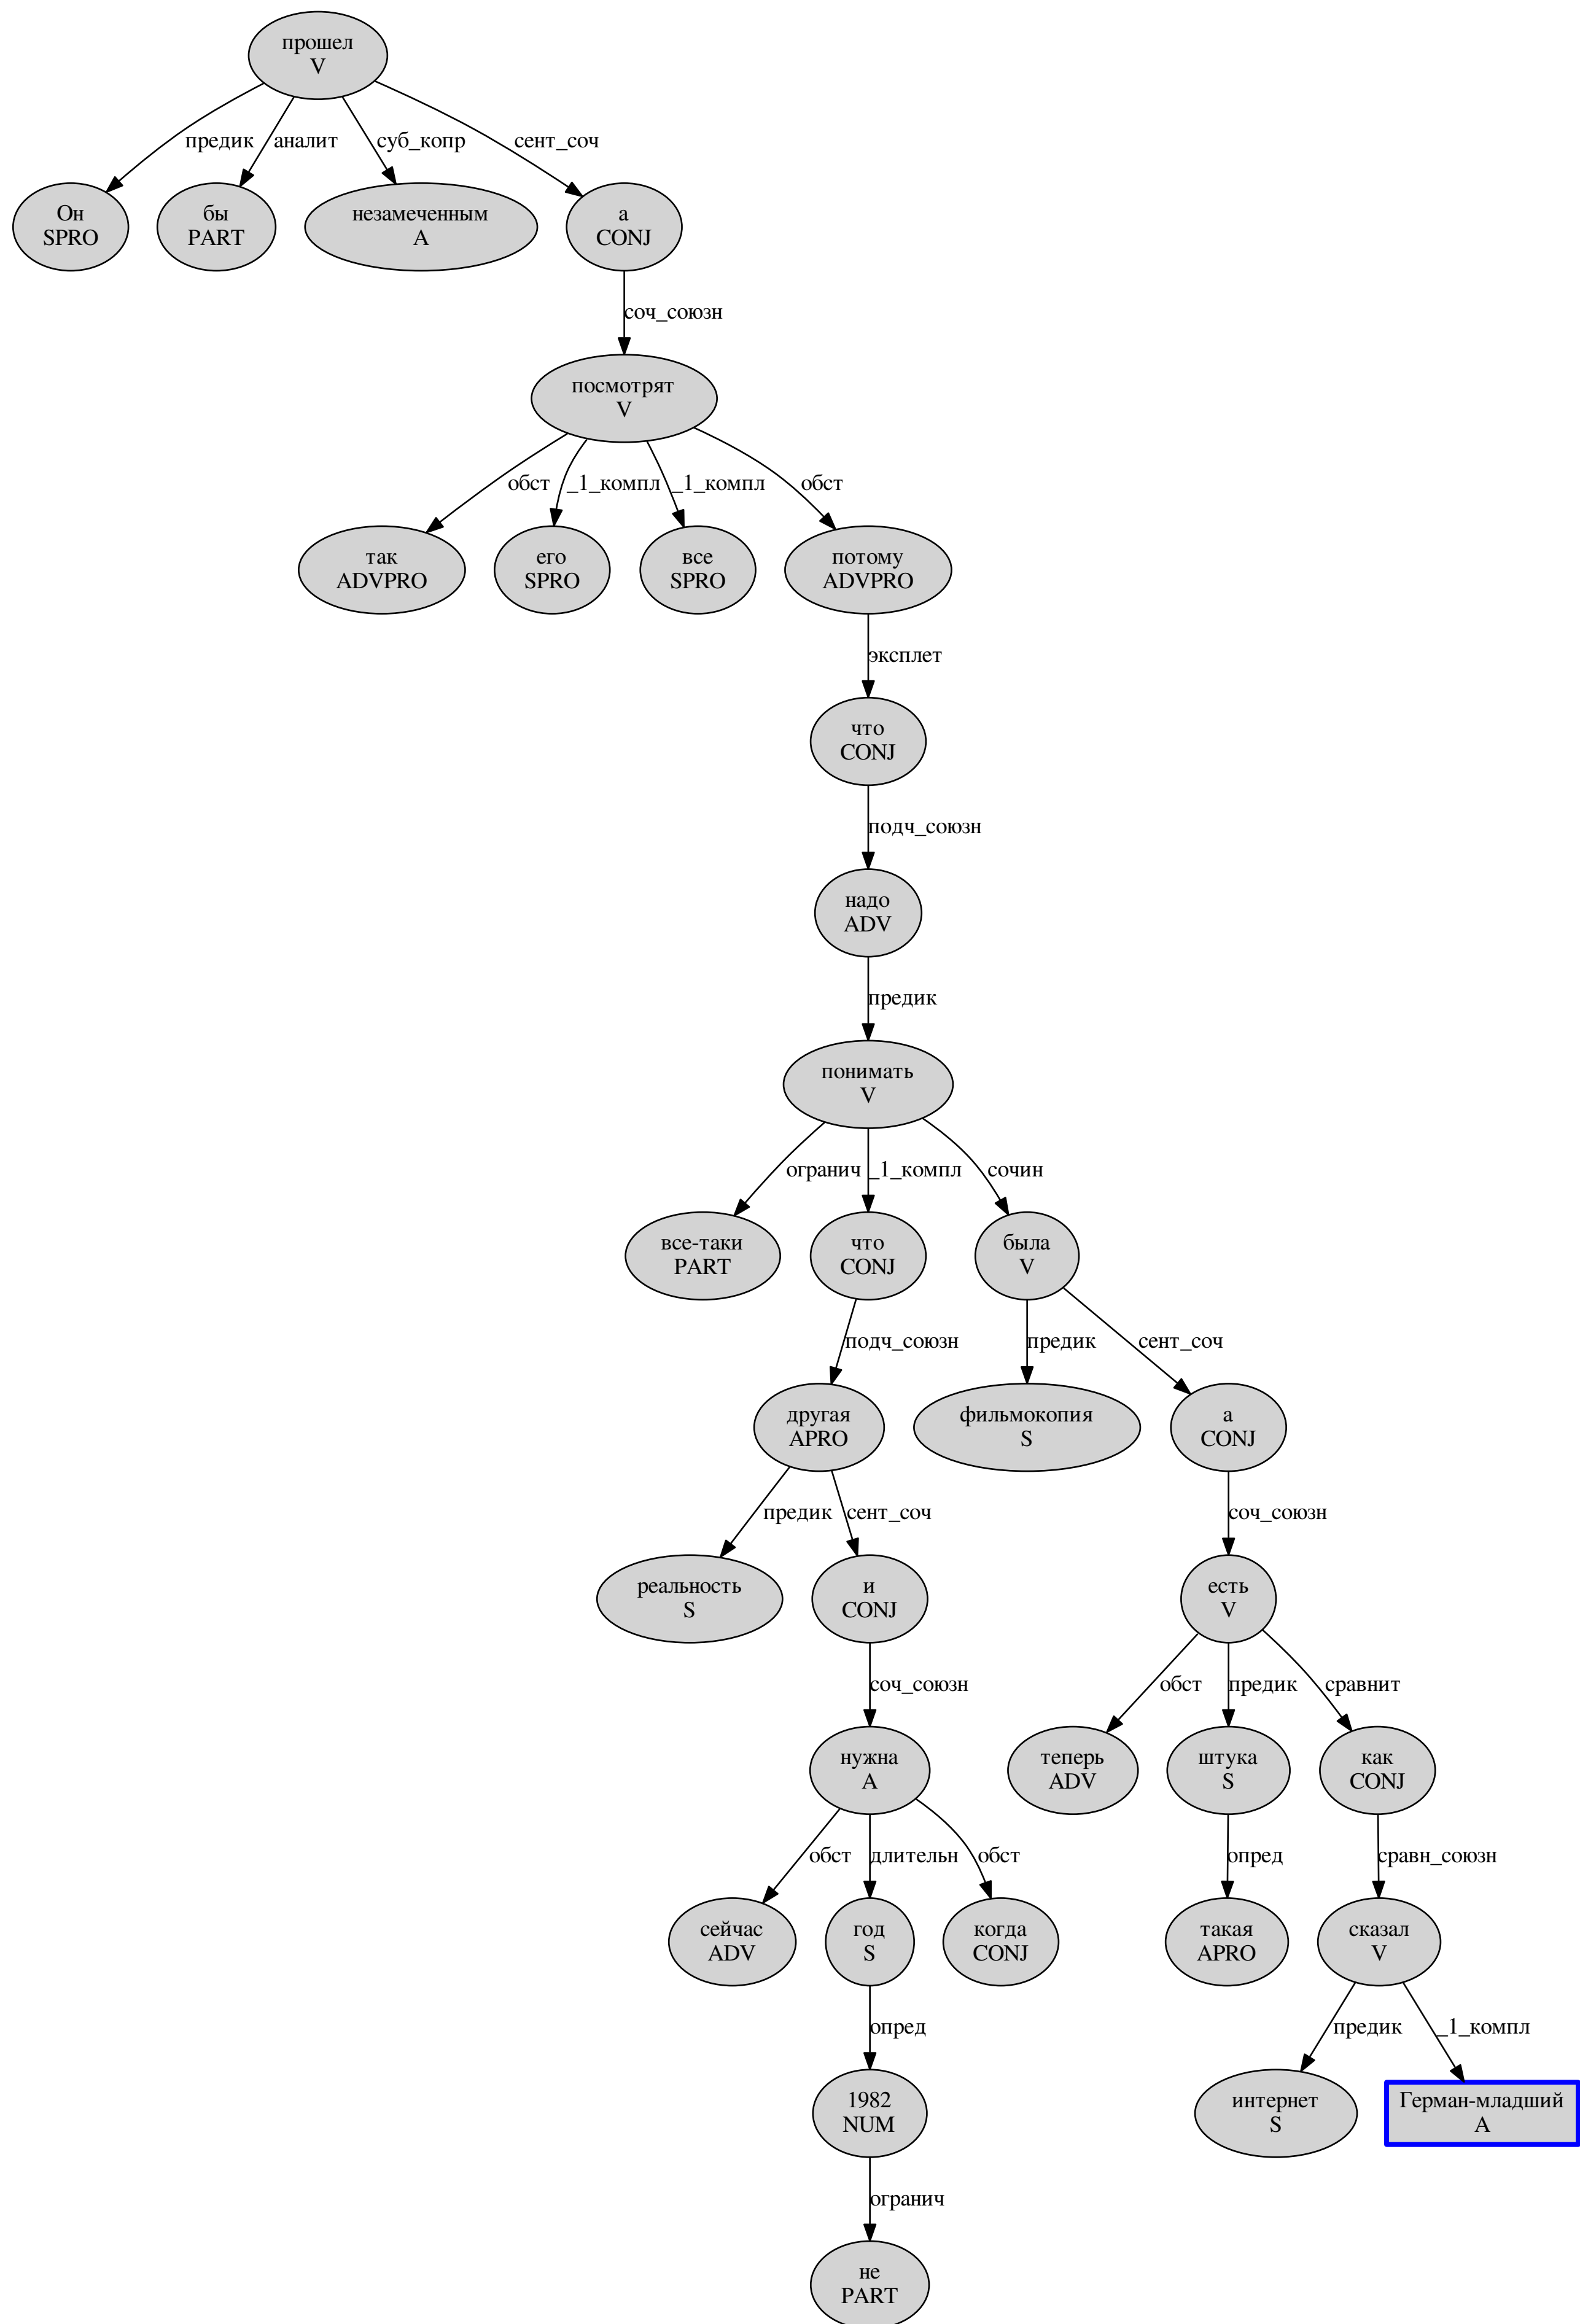 прошел
V
предик
аналит
суб_копр
сент_соч
Он
SPRO
бы
PART
незамеченным
A
а
CONJ
соч_союзн
посмотрят
V
обст
_1_компл
_1_компл
обст
так
ADVPRO
его
SPRO
все
SPRO
потому
ADVPRO
эксплет
что
CONJ
подч_союзн
надо
ADV
предик
понимать
V
огранич
_1_компл
сочин
все-таки
PART
что
CONJ
была
V
подч_союзн
предик
сент_соч
другая
APRO
фильмокопия
S
а
CONJ
предик
сент_соч
соч_союзн
реальность
S
и
CONJ
есть
V
соч_союзн
обст
предик
сравнит
нужна
A
теперь
ADV
штука
S
как
CONJ
обст
длительн
обст
опред
сравн_союзн
сейчас
ADV
год
S
когда
CONJ
такая
APRO
сказал
V
опред
предик
_1_компл
1982
NUM
интернет
S
Герман-младший
A
огранич
не
PART